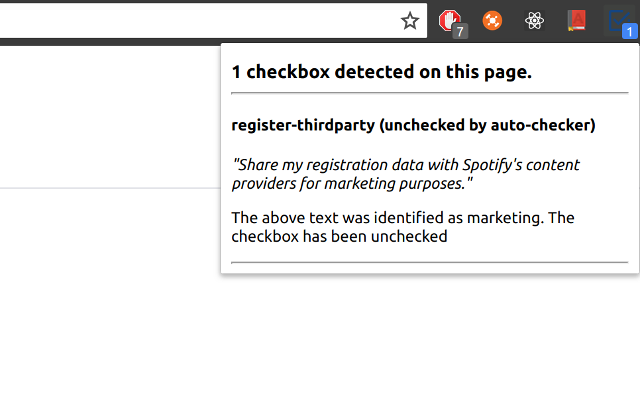 7
1
1 checkbox detected on this page.
register-thirdparty (unchecked by auto-checker)
"Share my registration data with Spotify's content
providers for marketing purposes."
The above text was identified as marketing. The
checkbox has been unchecked